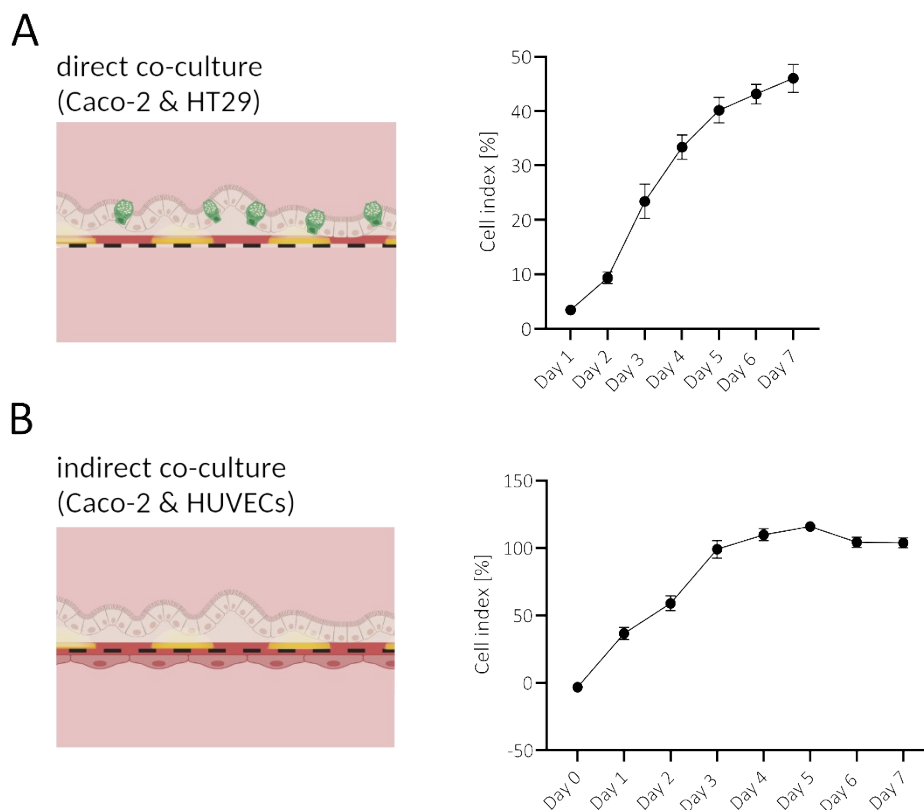 A
direct co-culture
(Caco-2 & HT29)
Cell index [%]
50
40
30
20
10
0
Day 1
Day 2
Day 3
Day 4
Day 5
Day 6
Day 7
B
indirect co-culture
(Caco-2 & HUVECs)
Cell index [%]
150
100
50
0
-50
Day 0
Day 1
Day 2
Day 3
Day 4
Day 5
Day 6
Day 7